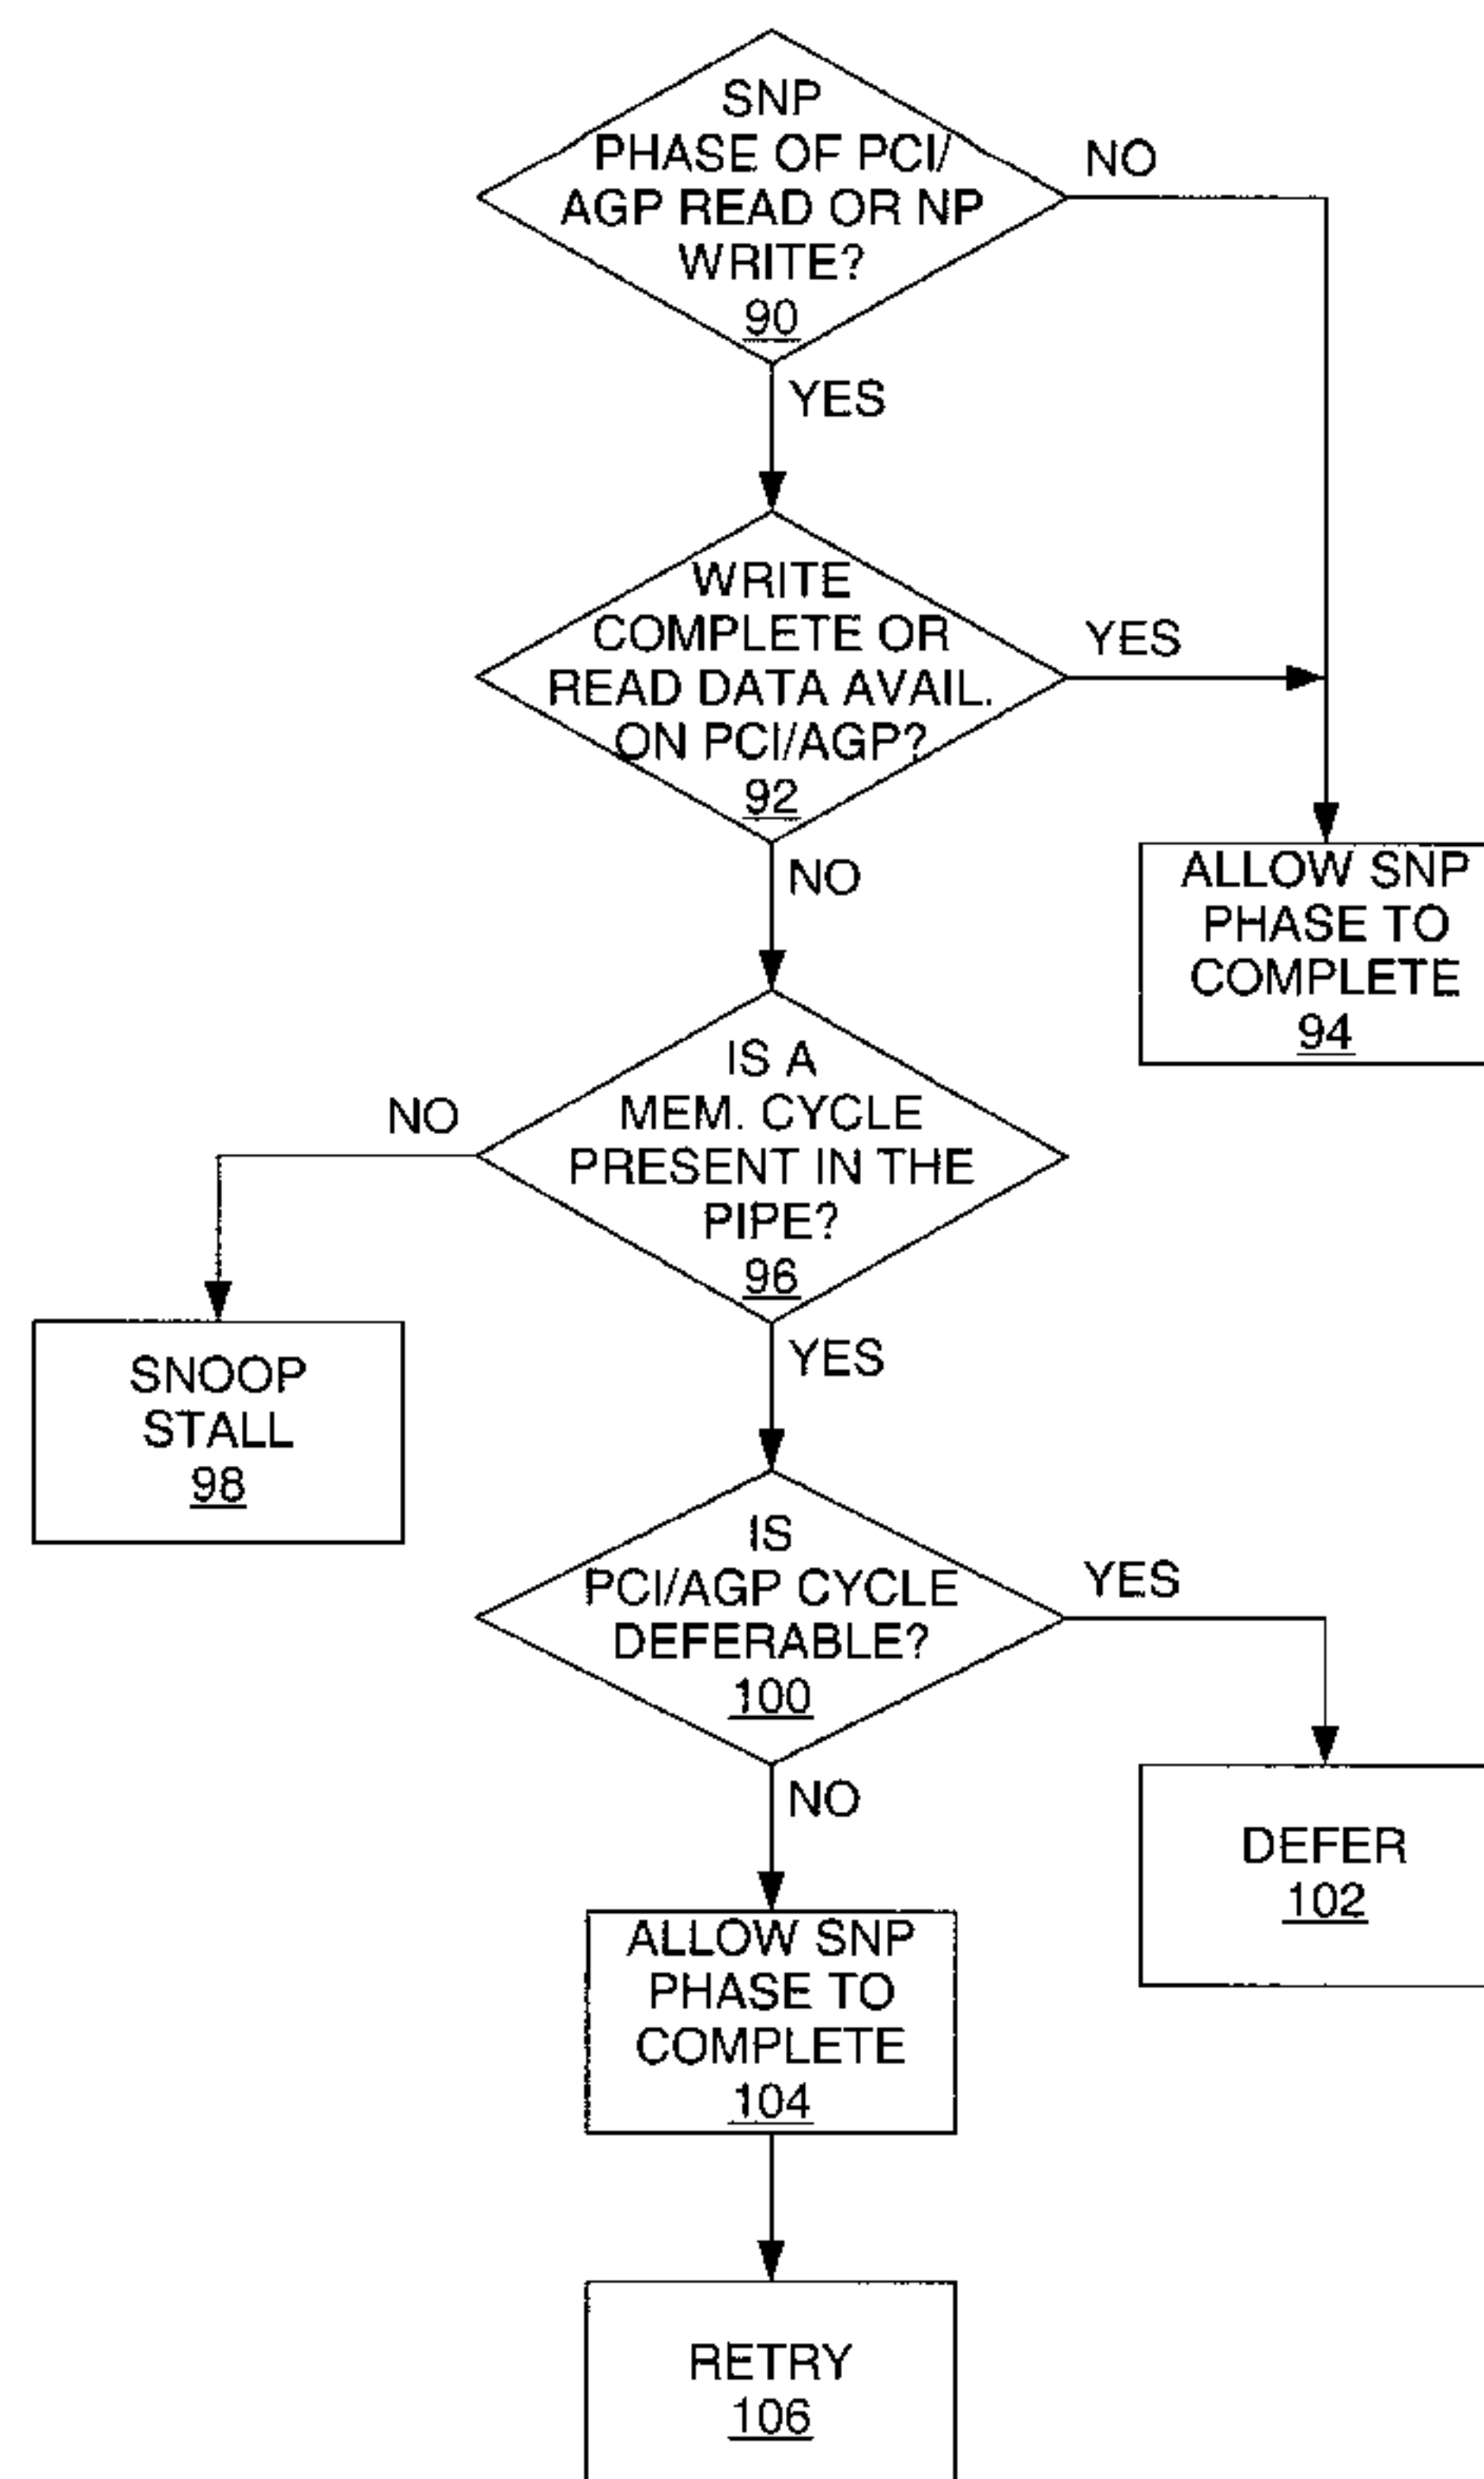 SNP
PHASE OF PCI/
AGP READ OR NP
WRITE?
90
NO
YES
WRITE
COMPLETE OR
READ DATA AVAIL.
ON PCI/AGP?
92
YES
NO
ALLOW SNP
PHASE TO
COMPLETE
94
IS A
MEM. CYCLE
PRESENT IN THE
PIPE?
96
NO
YES
SNOOP
STALL
98
IS
PCI/AGP CYCLE
DEFERABLE?
100
YES
NO
DEFER
102
ALLOW SNP
PHASE TO
COMPLETE
104
RETRY
106